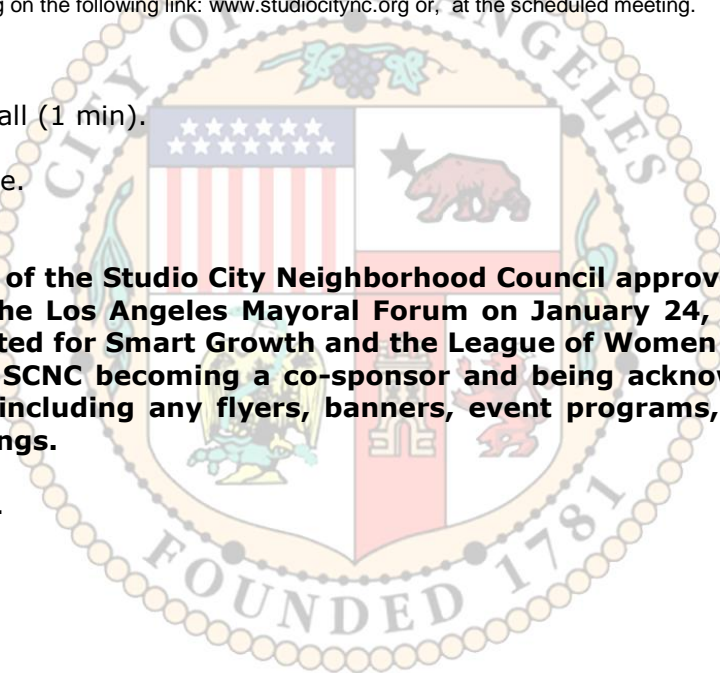 g on the following link: www.studiocitync.org or, at the scheduled meeting.
CITY OF LOS ANGELES
all (1 min).
e.
of the Studio City Neighborhood Council approv
he Los Angeles Mayoral Forum on January 24,
ted for Smart Growth and the League of Women
SCNC becoming a co-sponsor and being acknow
including any flyers, banners, event programs,
ngs.
.
FOUNDED 1781